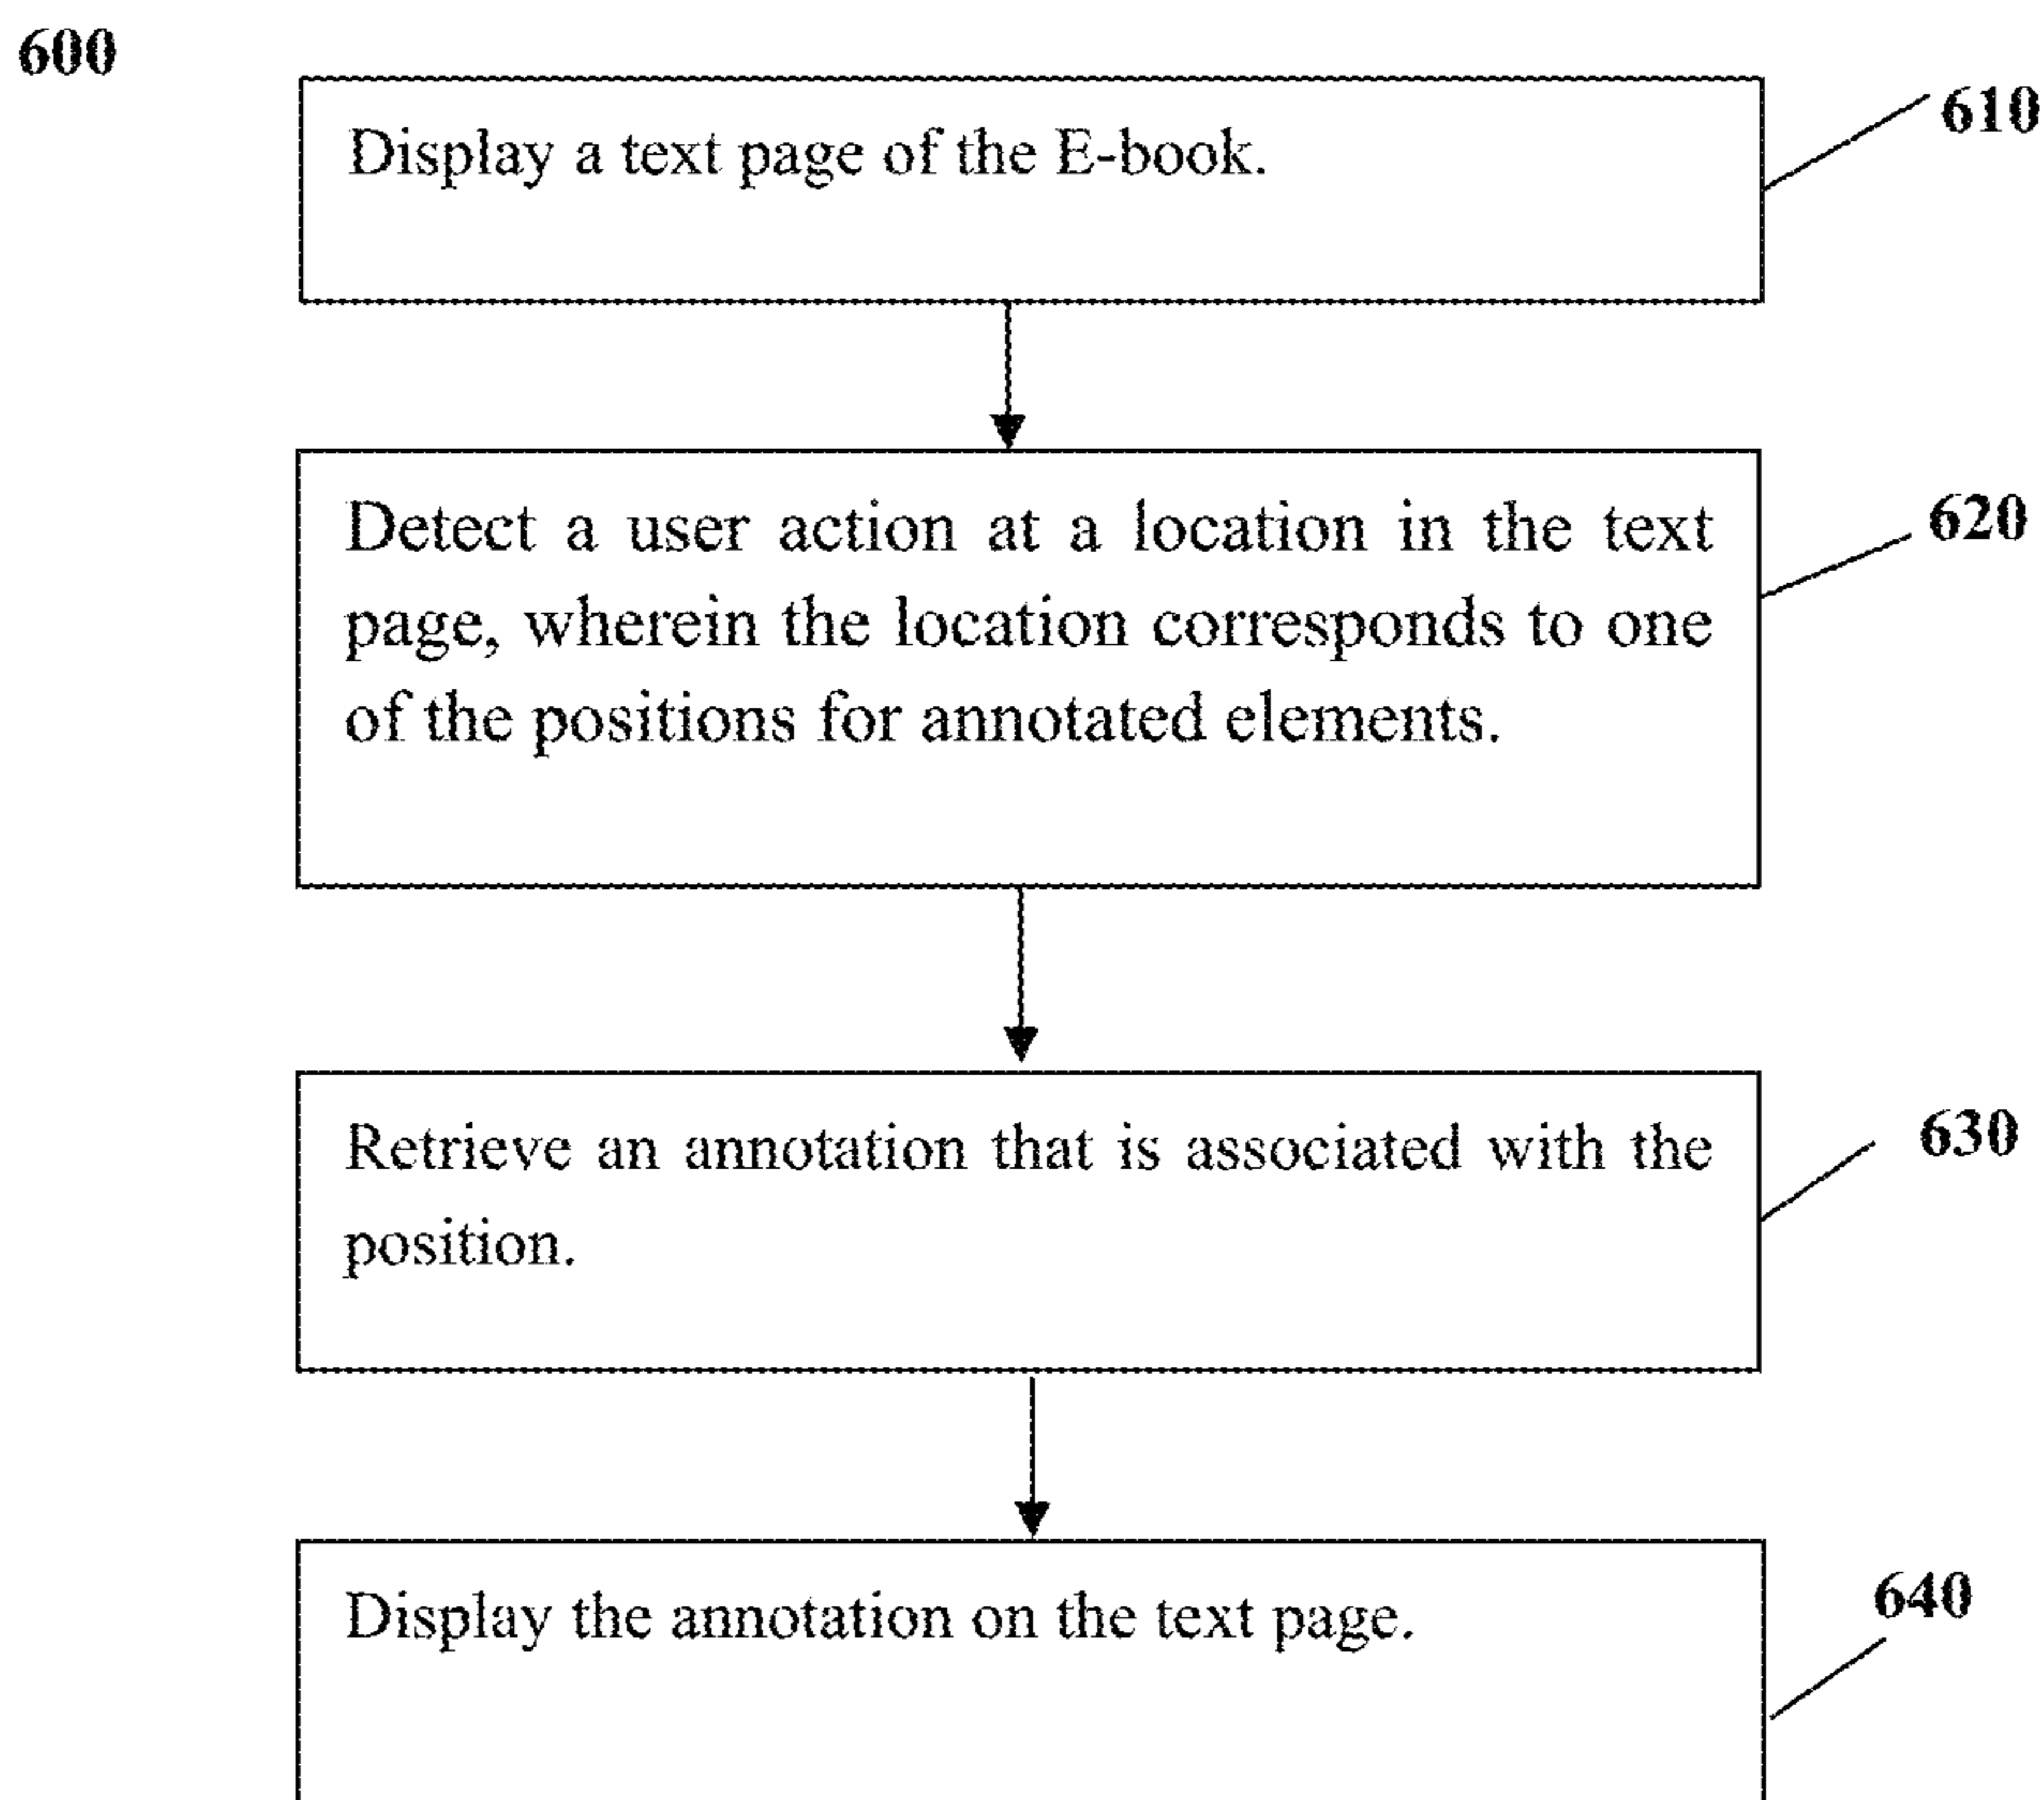 600
610
Display a text page of the E-book.
620
Detect a user action at a location in the text
page, wherein the location corresponds to one
of the positions for annotated elements.
630
Retrieve an annotation that is associated with the
position.
640
Display the annotation on the text page.